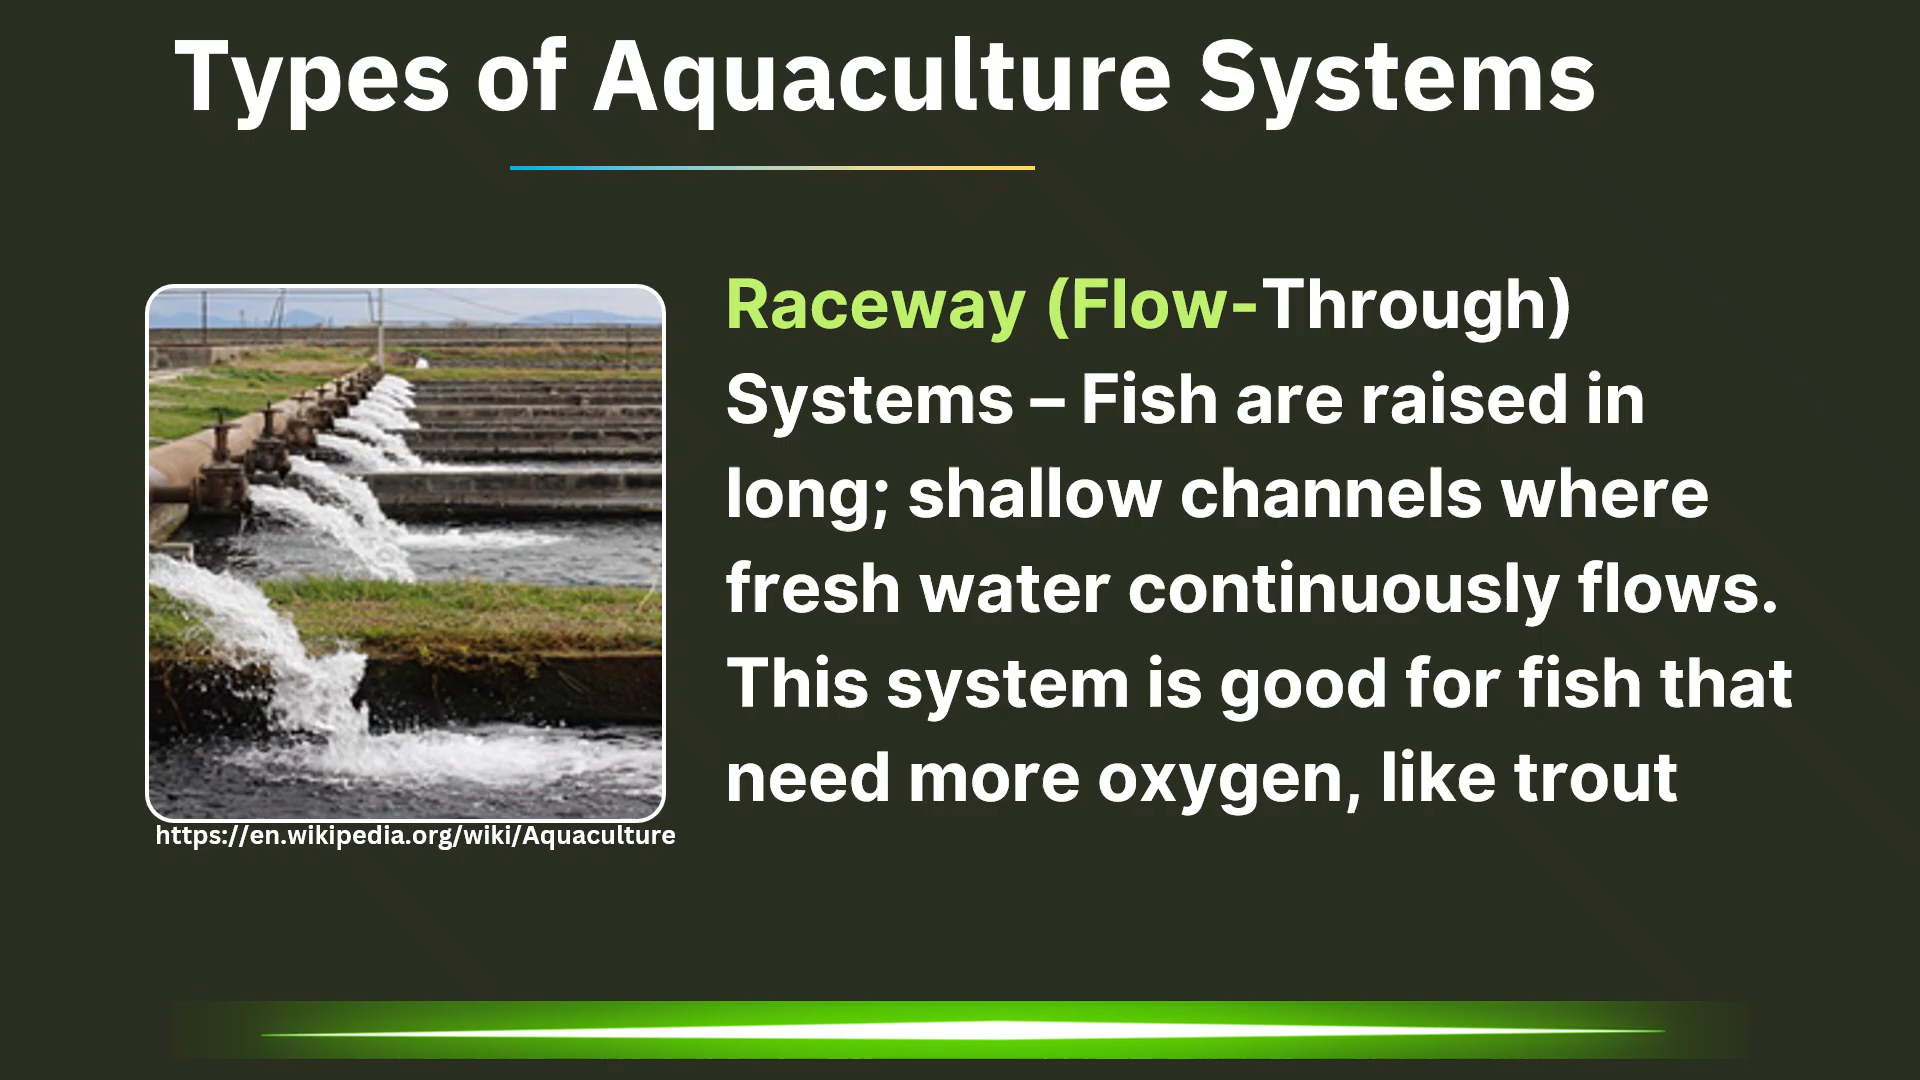 Types of Aquaculture Systems
Raceway (Flow-Through)
Systems – Fish are raised in
long; shallow channels where
fresh water continuously flows.
This system is good for fish that
need more oxygen, like trout
https://en.wikipedia.org/wiki/Aquaculture